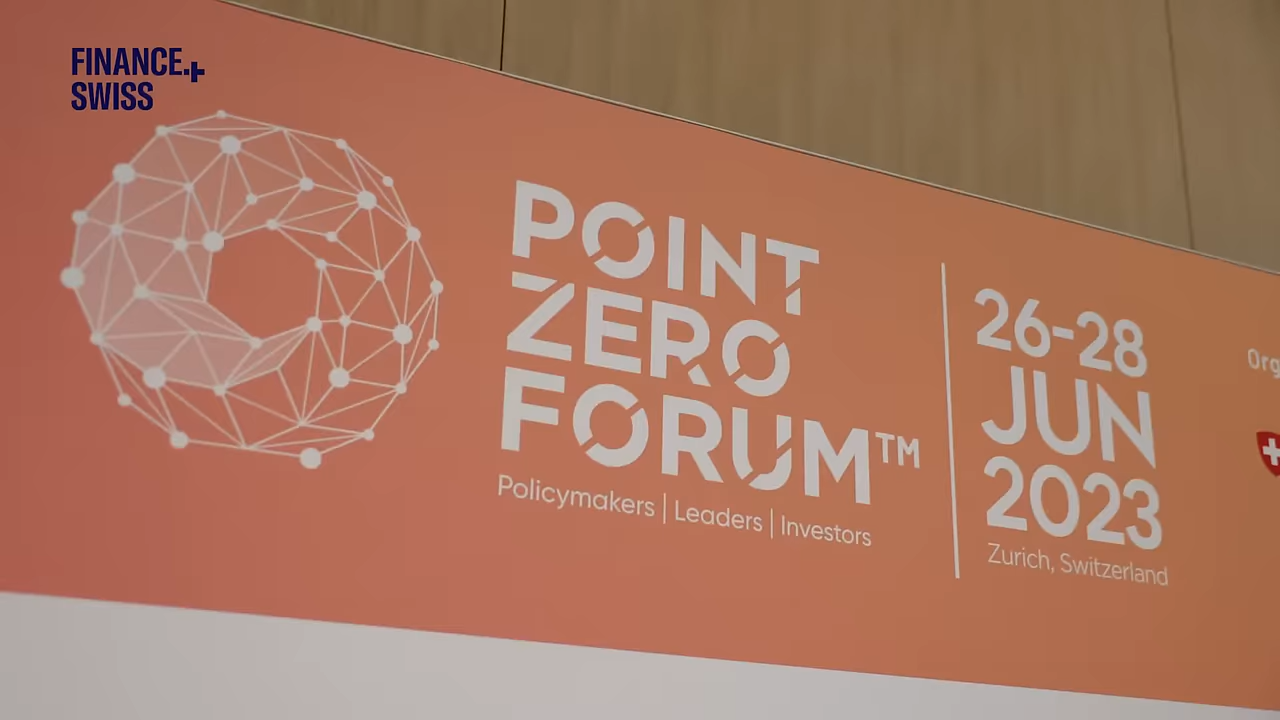 FINANCE.+
SWISS
POINT
ZERO
FORUM™
Policymakers | Leaders | Investors
26-28
JUN
2023
Zurich, Switzerland